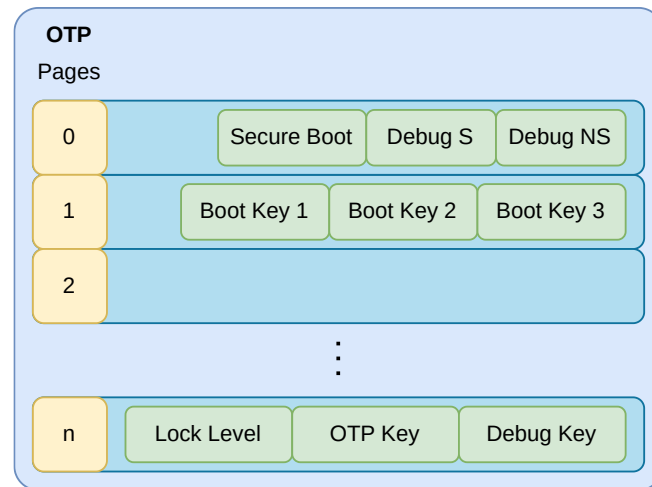 OTP
Pages
0 Secure Boot Debug S Debug NS
1 Boot Key 1 Boot Key 2 Boot Key 3
2
n Lock Level OTP Key Debug Key